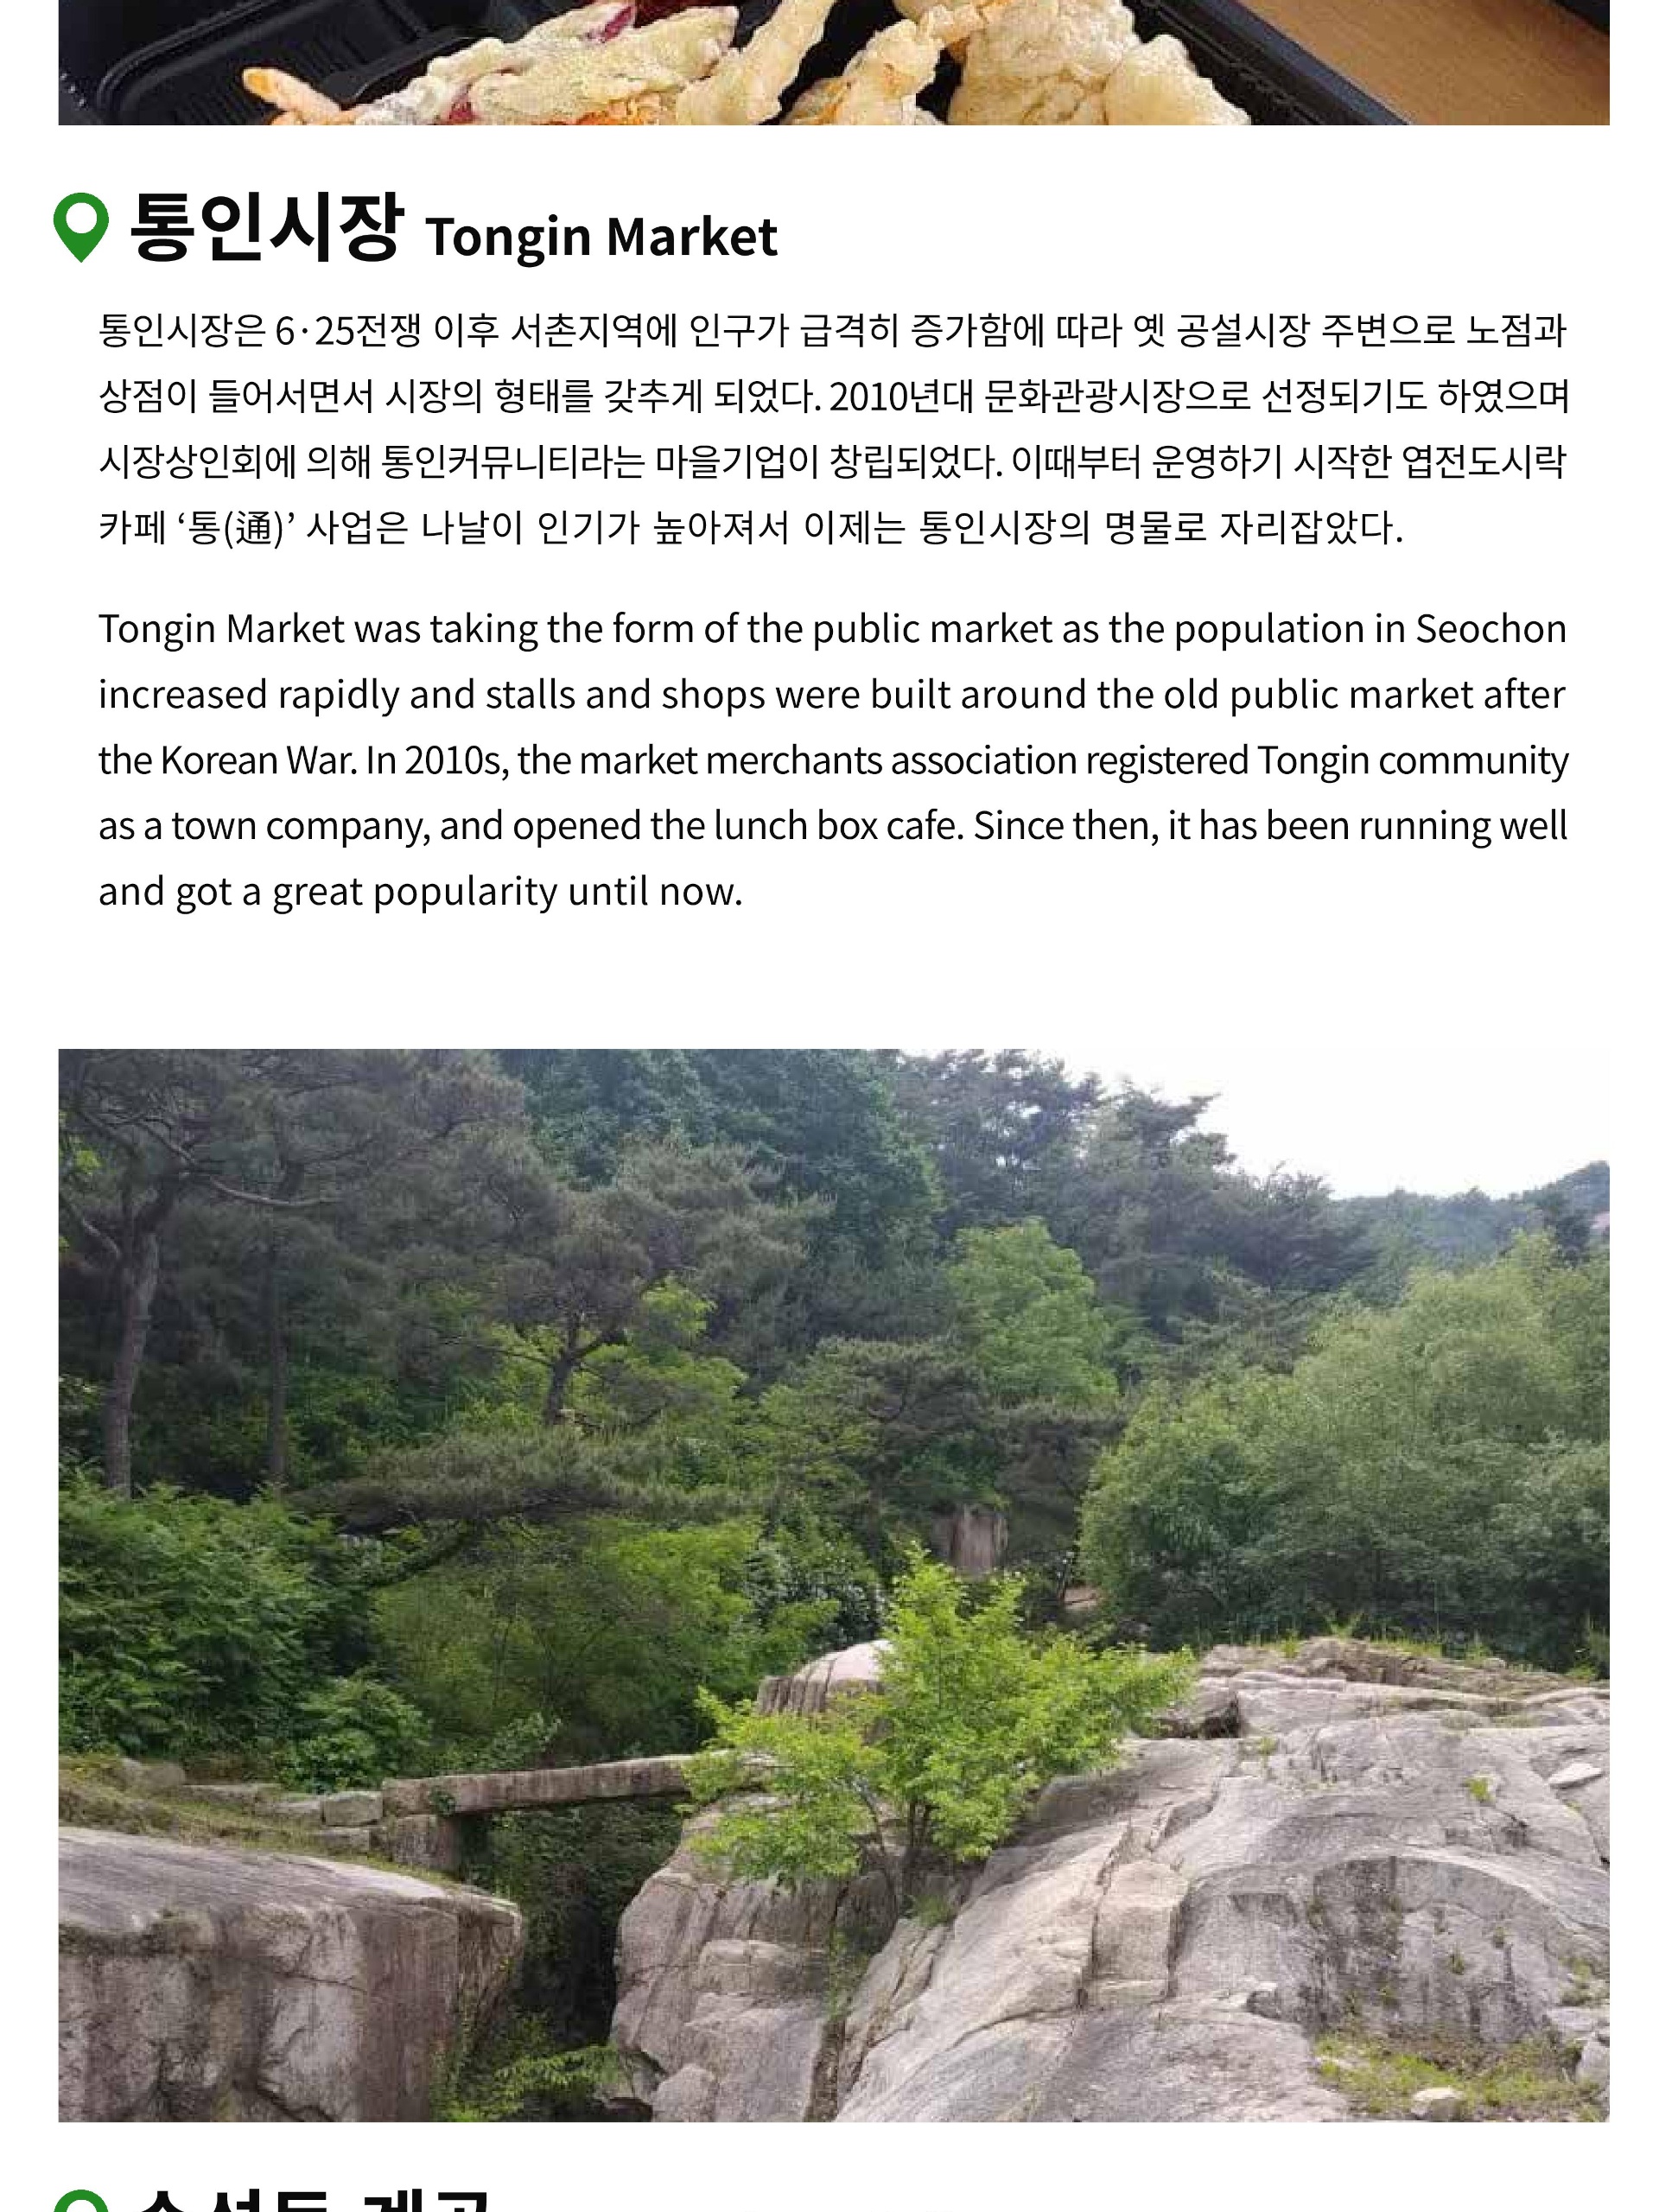 통인시장 Tongin Market
통인시장은 6·25전쟁 이후 서촌지역에 인구가 급격히 증가함에 따라 옛 공설시장 주변으로 노점과
상점이 들어서면서 시장의 형태를 갖추게 되었다. 2010년대 문화관광시장으로 선정되기도 하였으며
시장상인회에 의해 통인커뮤니티라는 마을기업이 창립되었다. 이때부터 운영하기 시작한 엽전도시락
카페 ‘통(通)’ 사업은 나날이 인기가 높아져서 이제는 통인시장의 명물로 자리잡았다.
Tongin Market was taking the form of the public market as the population in Seochon
increased rapidly and stalls and shops were built around the old public market after
the Korean War. In 2010s, the market merchants association registered Tongin community
as a town company, and opened the lunch box cafe. Since then, it has been running well
and got a great popularity until now.